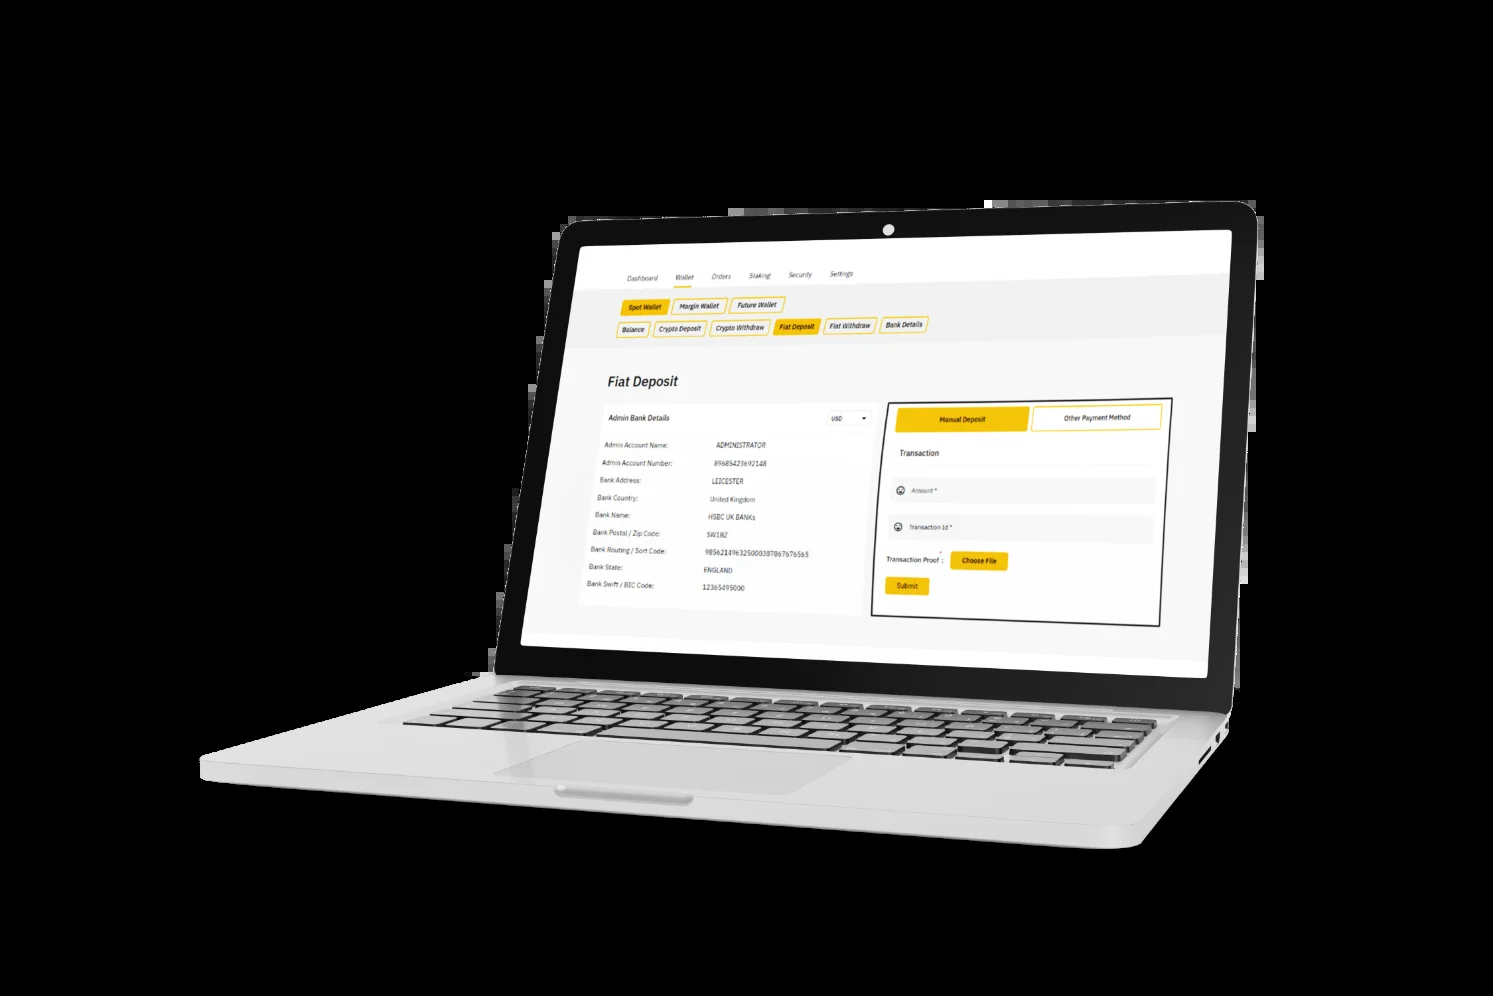 Dashboard Wallet Orders Staking Security Settings
Spot Wallet Margin Wallet Future Wallet
Balance Crypto Deposit Crypto Withdraw Fiat Deposit Fiat Withdraw Bank Details
Fiat Deposit
Admin Bank Details USD
Admin Account Name: ADMINISTRATOR
Admin Account Number: 89685423692148
Bank Address: LEICESTER
Bank Country: United Kingdom
Bank Name: HSBC UK BANKs
Bank Postal / Zip Code: SW18Z
Bank Routing / Sort Code: 985621496325000387867676565
Bank State: ENGLAND
Bank Swift / BIC Code: 12365495000
Manual Deposit Other Payment Method
Transaction
Amount *
Transaction Id *
Transaction Proof * : Choose File
Submit